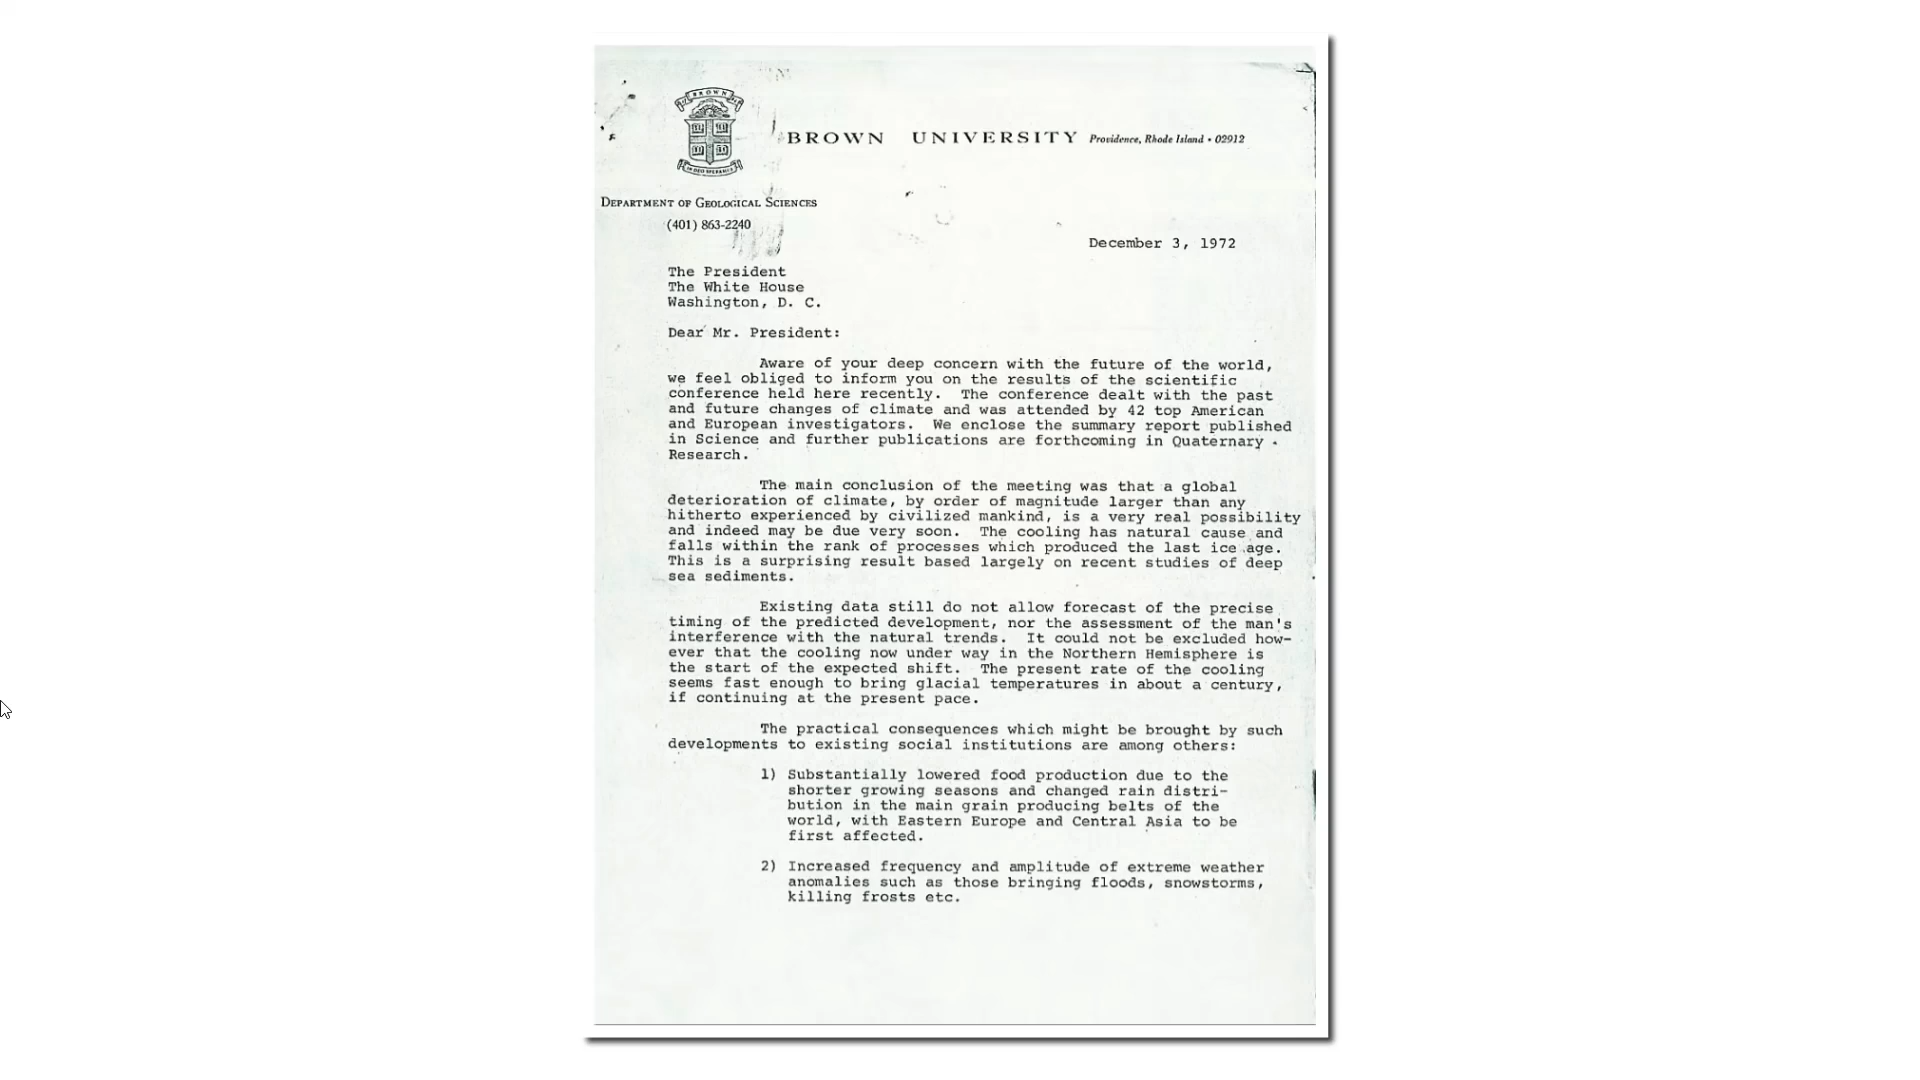 BROWN
BROWN UNIVERSITY Providence, Rhode Island • 02912
IN DEO SPERAMUS
DEPARTMENT OF GEOLOGICAL SCIENCES
(401) 863-2240
December 3, 1972
The President
The White House
Washington, D. C.
Dear Mr. President:
Aware of your deep concern with the future of the world,
we feel obliged to inform you on the results of the scientific
conference held here recently. The conference dealt with the past
and future changes of climate and was attended by 42 top American
and European investigators. We enclose the summary report published
in Science and further publications are forthcoming in Quaternary
Research.
The main conclusion of the meeting was that a global
deterioration of climate, by order of magnitude larger than any
hitherto experienced by civilized mankind, is a very real possibility
and indeed may be due very soon. The cooling has natural cause and
falls within the rank of processes which produced the last ice age.
This is a surprising result based largely on recent studies of deep
sea sediments.
Existing data still do not allow forecast of the precise
timing of the predicted development, nor the assessment of the man's
interference with the natural trends. It could not be excluded how-
ever that the cooling now under way in the Northern Hemisphere is
the start of the expected shift. The present rate of the cooling
seems fast enough to bring glacial temperatures in about a century,
if continuing at the present pace.
The practical consequences which might be brought by such
developments to existing social institutions are among others:
1) Substantially lowered food production due to the
shorter growing seasons and changed rain distri-
bution in the main grain producing belts of the
world, with Eastern Europe and Central Asia to be
first affected.
2) Increased frequency and amplitude of extreme weather
anomalies such as those bringing floods, snowstorms,
killing frosts etc.